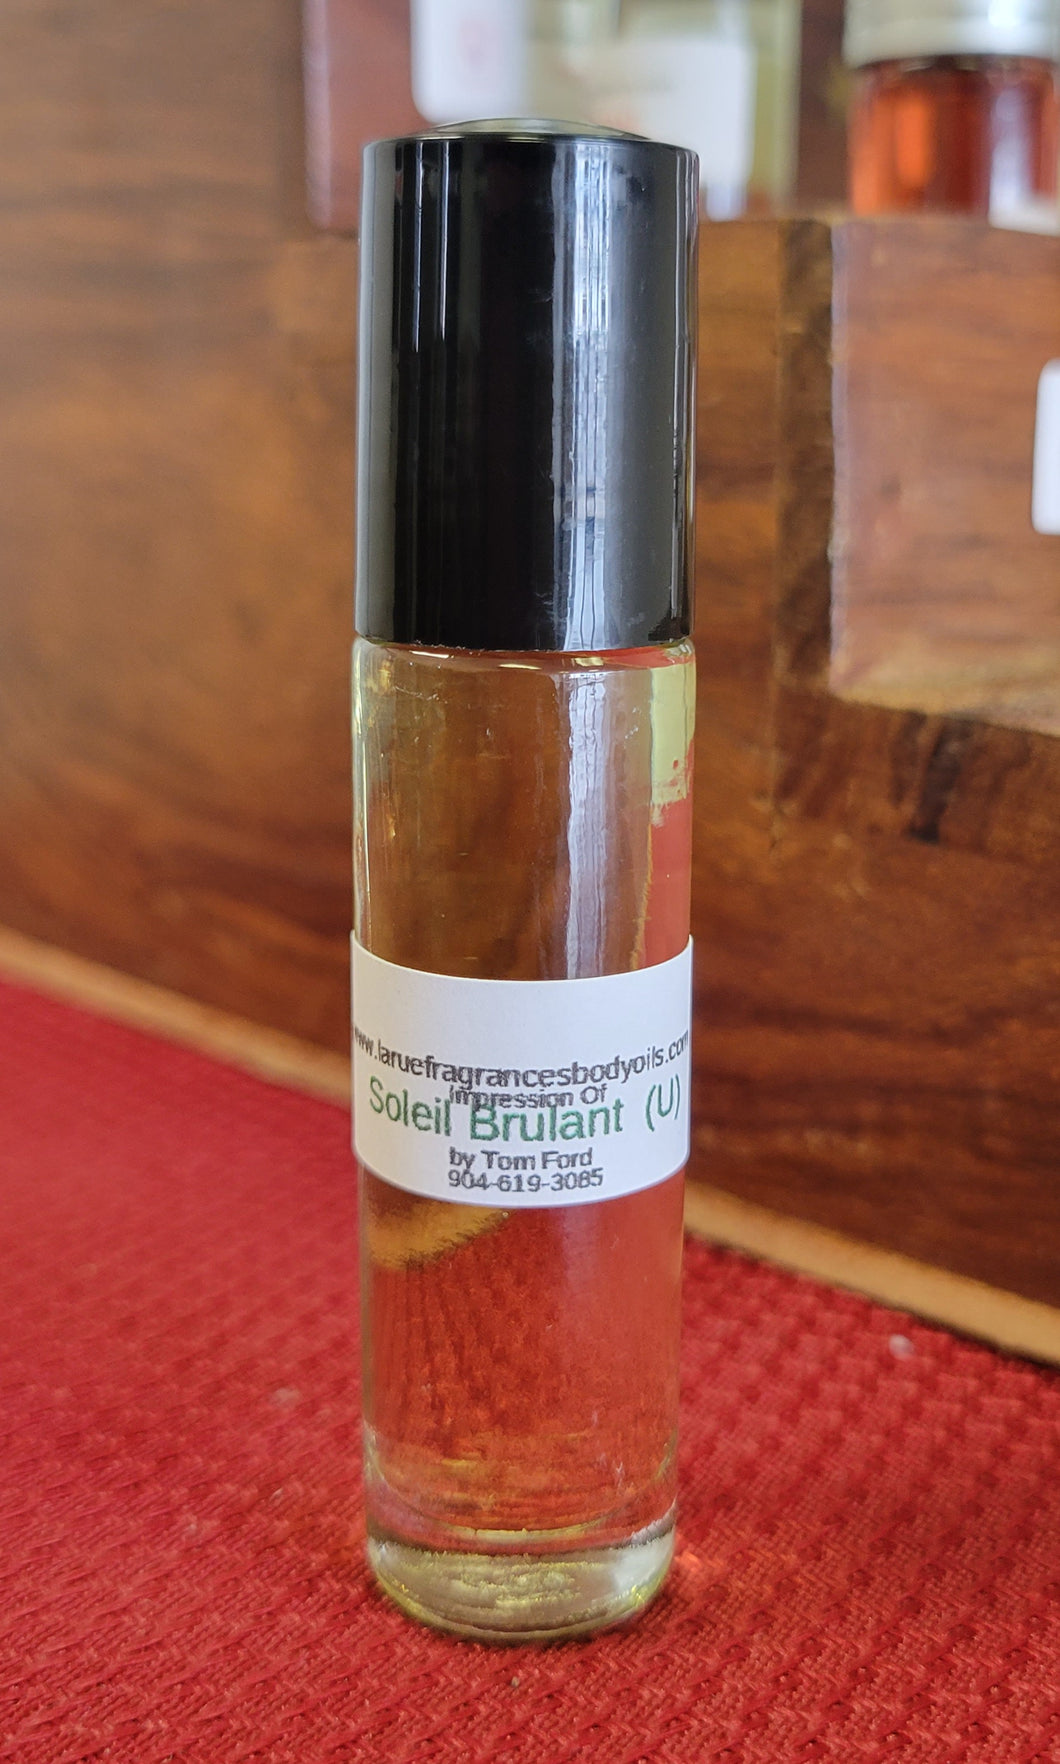 www.laruefragrancesbodyoils.com
Impression Of
Soleil Brulant (U)
by Tom Ford
904-619-3085